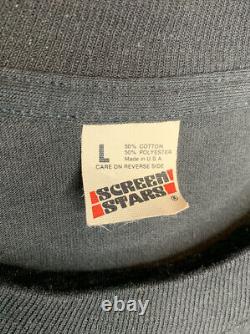 L
50% COTTON
50% POLYESTER
Made in U.S.A.
CARE ON REVERSE SIDE
SCREEN
STARS
®